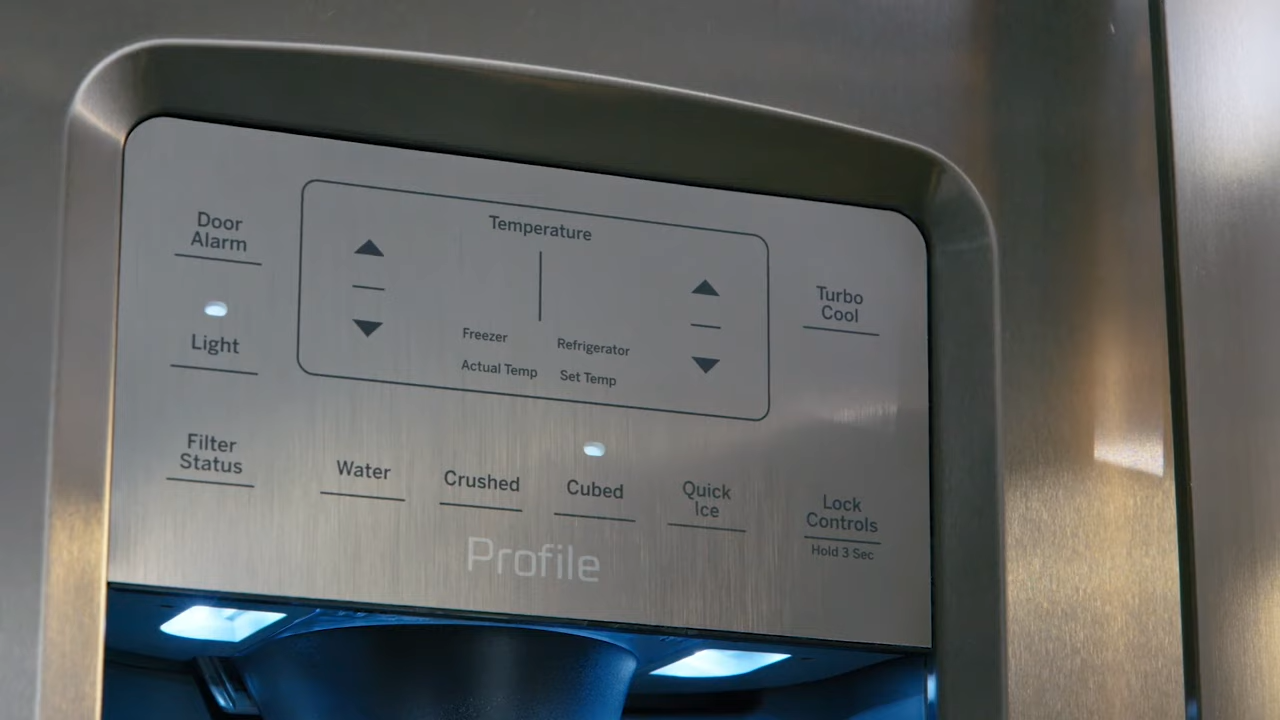 Door
Alarm
Temperature
Turbo
Cool
Light
Freezer
Refrigerator
Actual Temp
Set Temp
Filter
Status
Water
Crushed
Cubed
Quick
Ice
Lock
Controls
Hold 3 Sec
Profile